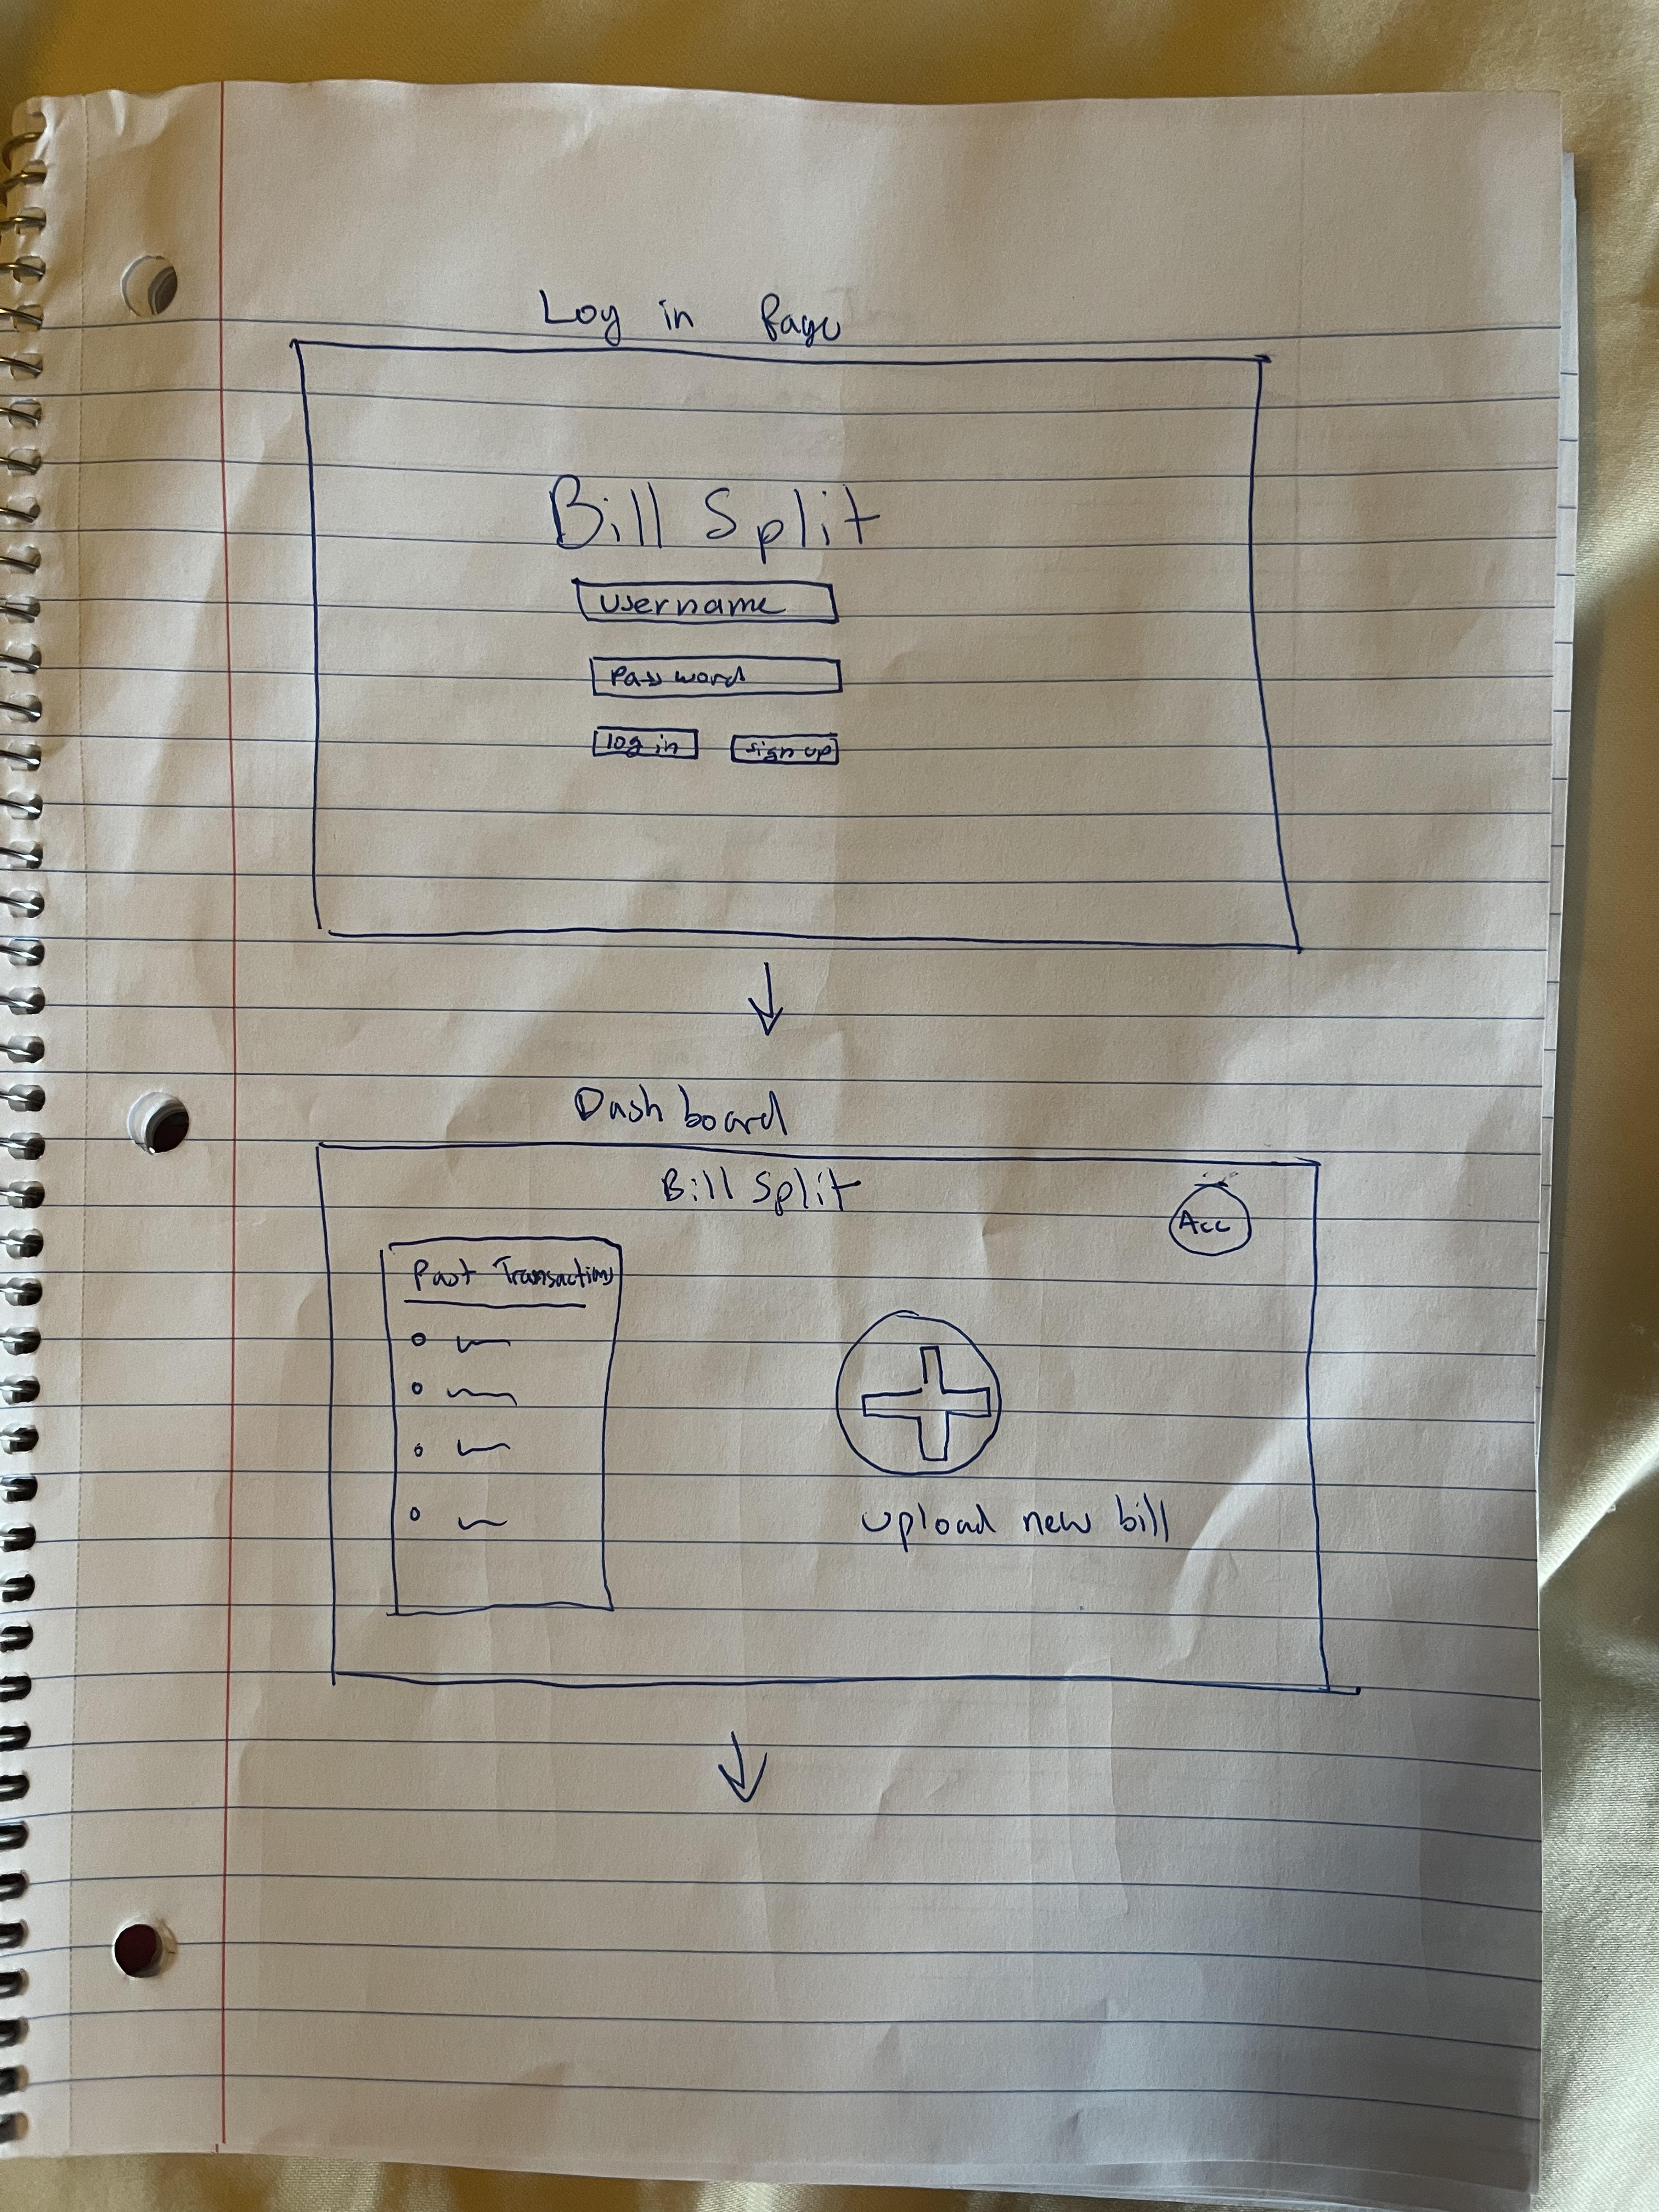 Log in Page
Bill Split
username
Password
log in
sign up
Dashboard
Bill Split
Acc
Past Transactions
upload new bill